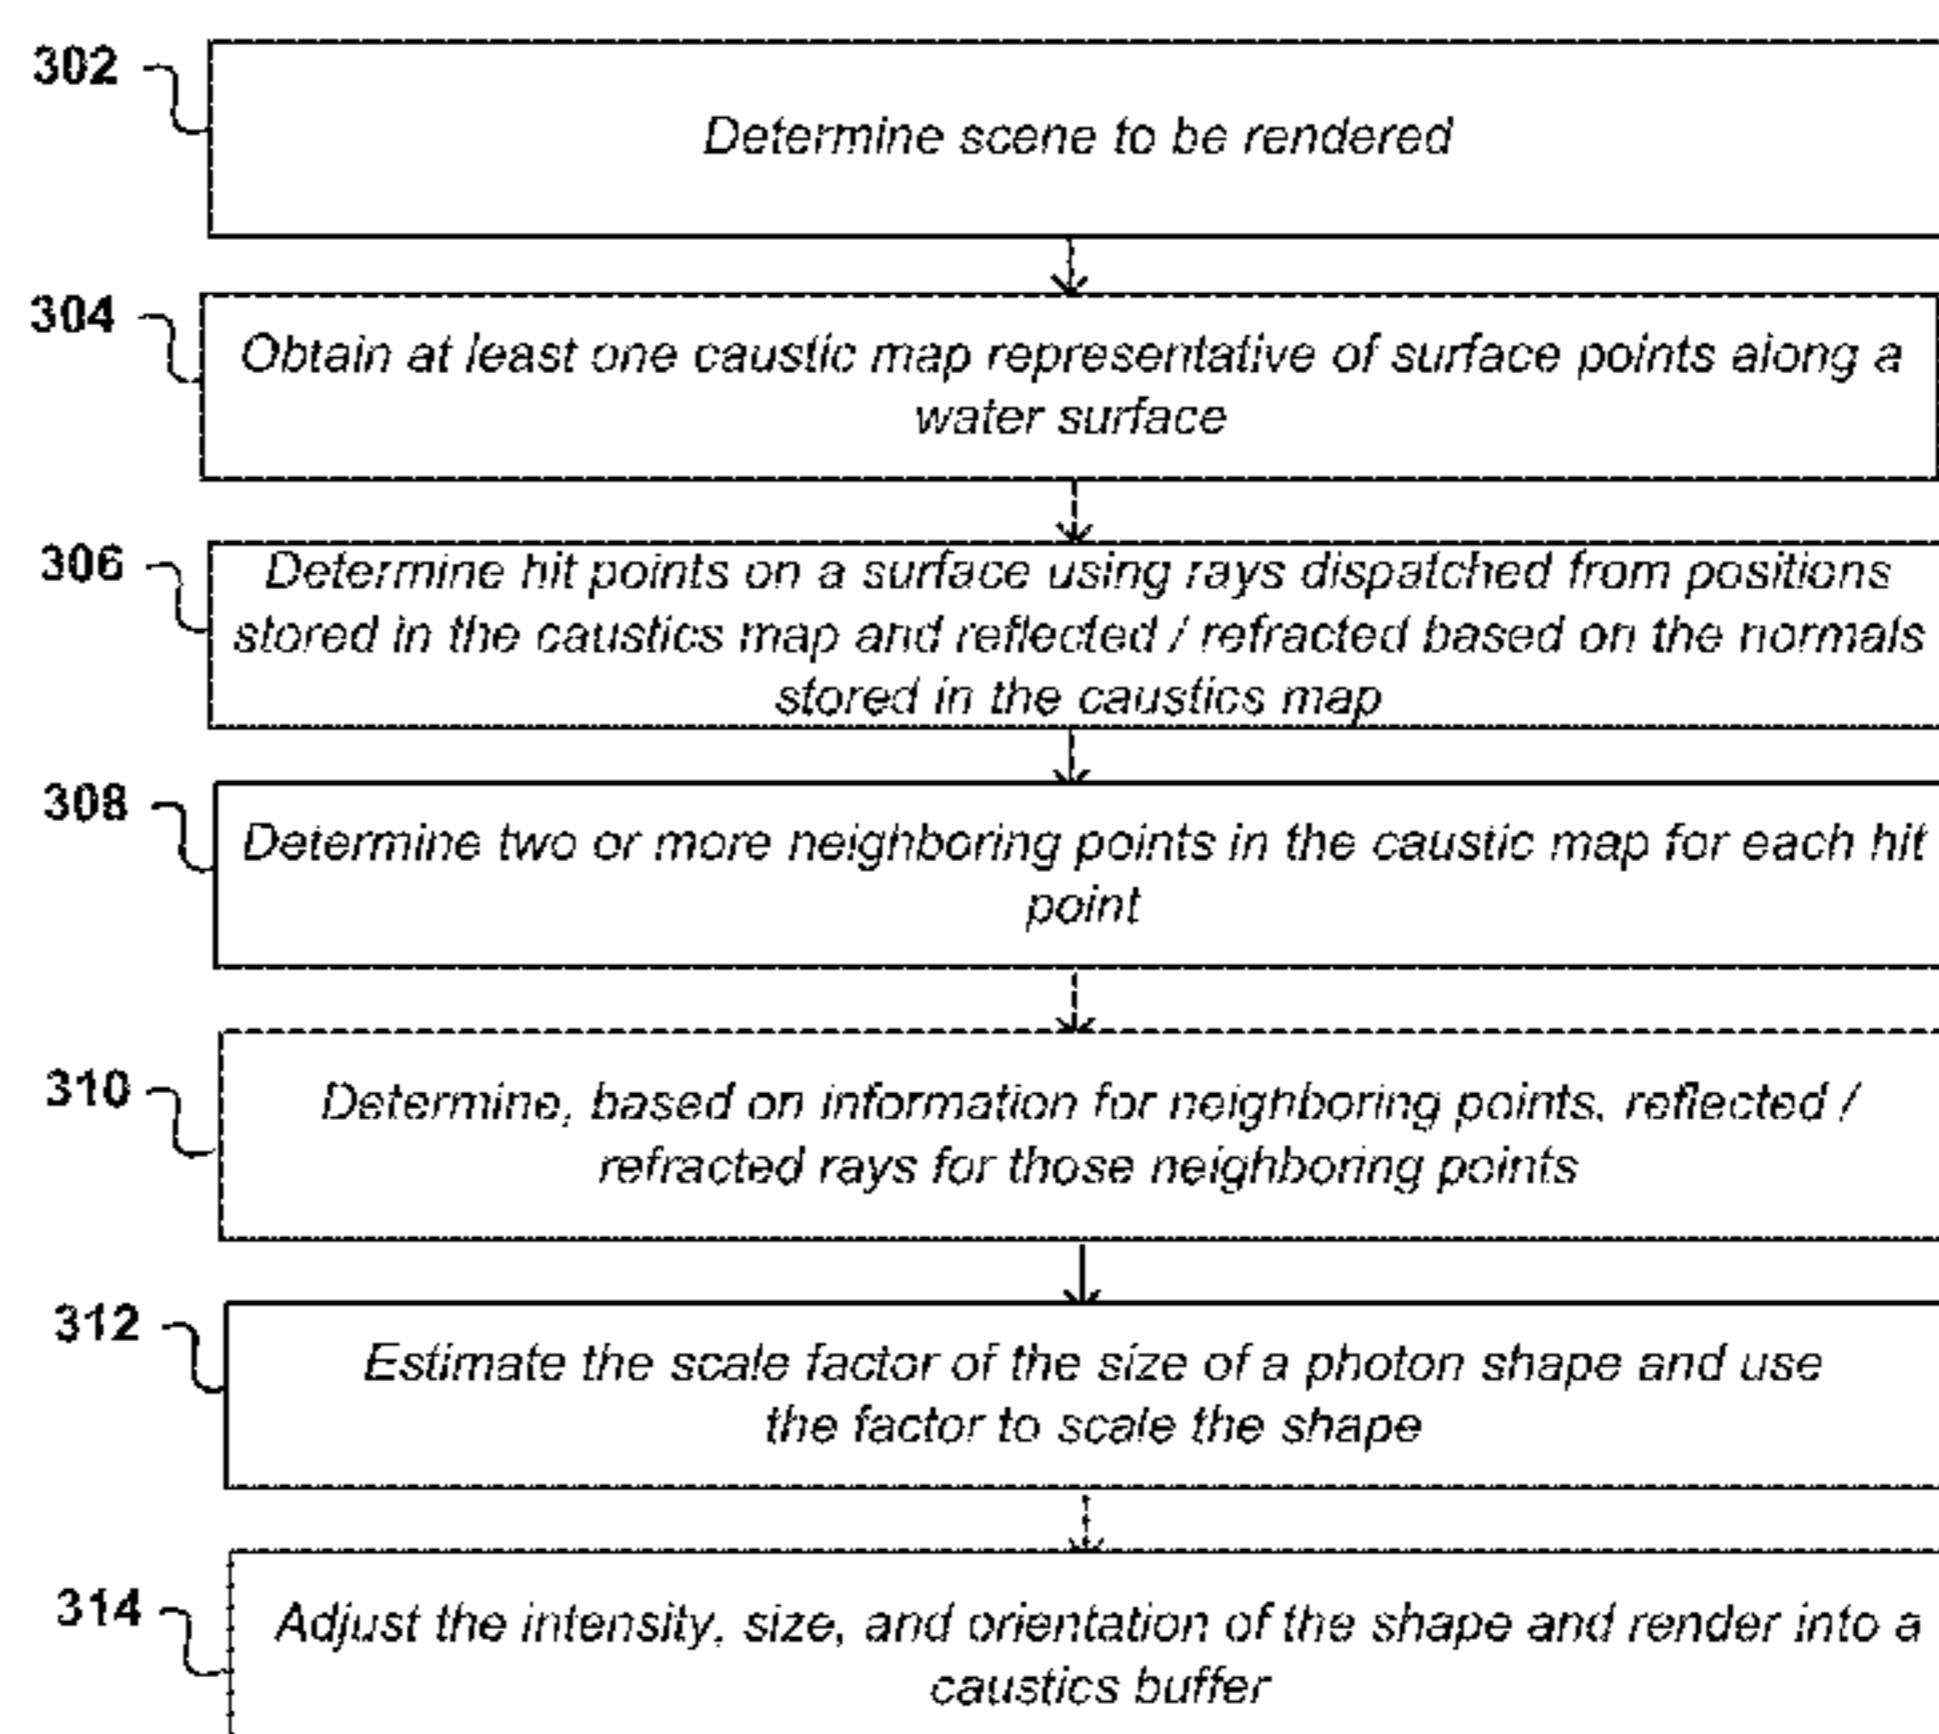 302
Determine scene to be rendered
304
Obtain at least one caustic map representative of surface points along a
water surface
306
Determine hit points on a surface using rays dispatched from positions
stored in the caustics map and reflected / refracted based on the normals
stored in the caustics map
308
Determine two or more neighboring points in the caustic map for each hit
point
310
Determine, based on information for neighboring points, reflected /
refracted rays for those neighboring points
312
Estimate the scale factor of the size of a photon shape and use
the factor to scale the shape
314
Adjust the intensity, size, and orientation of the shape and render into a
caustics buffer